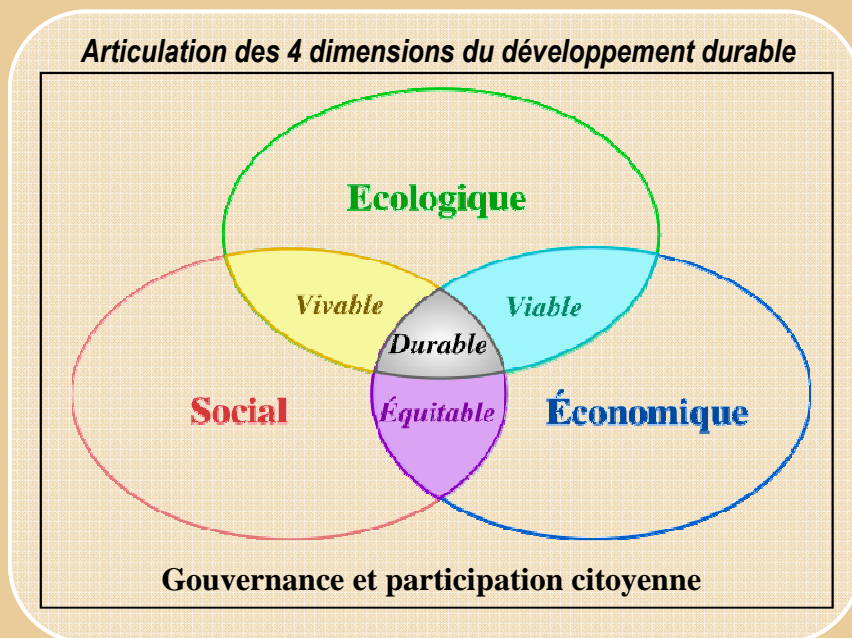 Articulation des 4 dimensions du développement durable
Ecologique
Vivable
Viable
Durable
Social
Équitable
Économique
Gouvernance et participation citoyenne